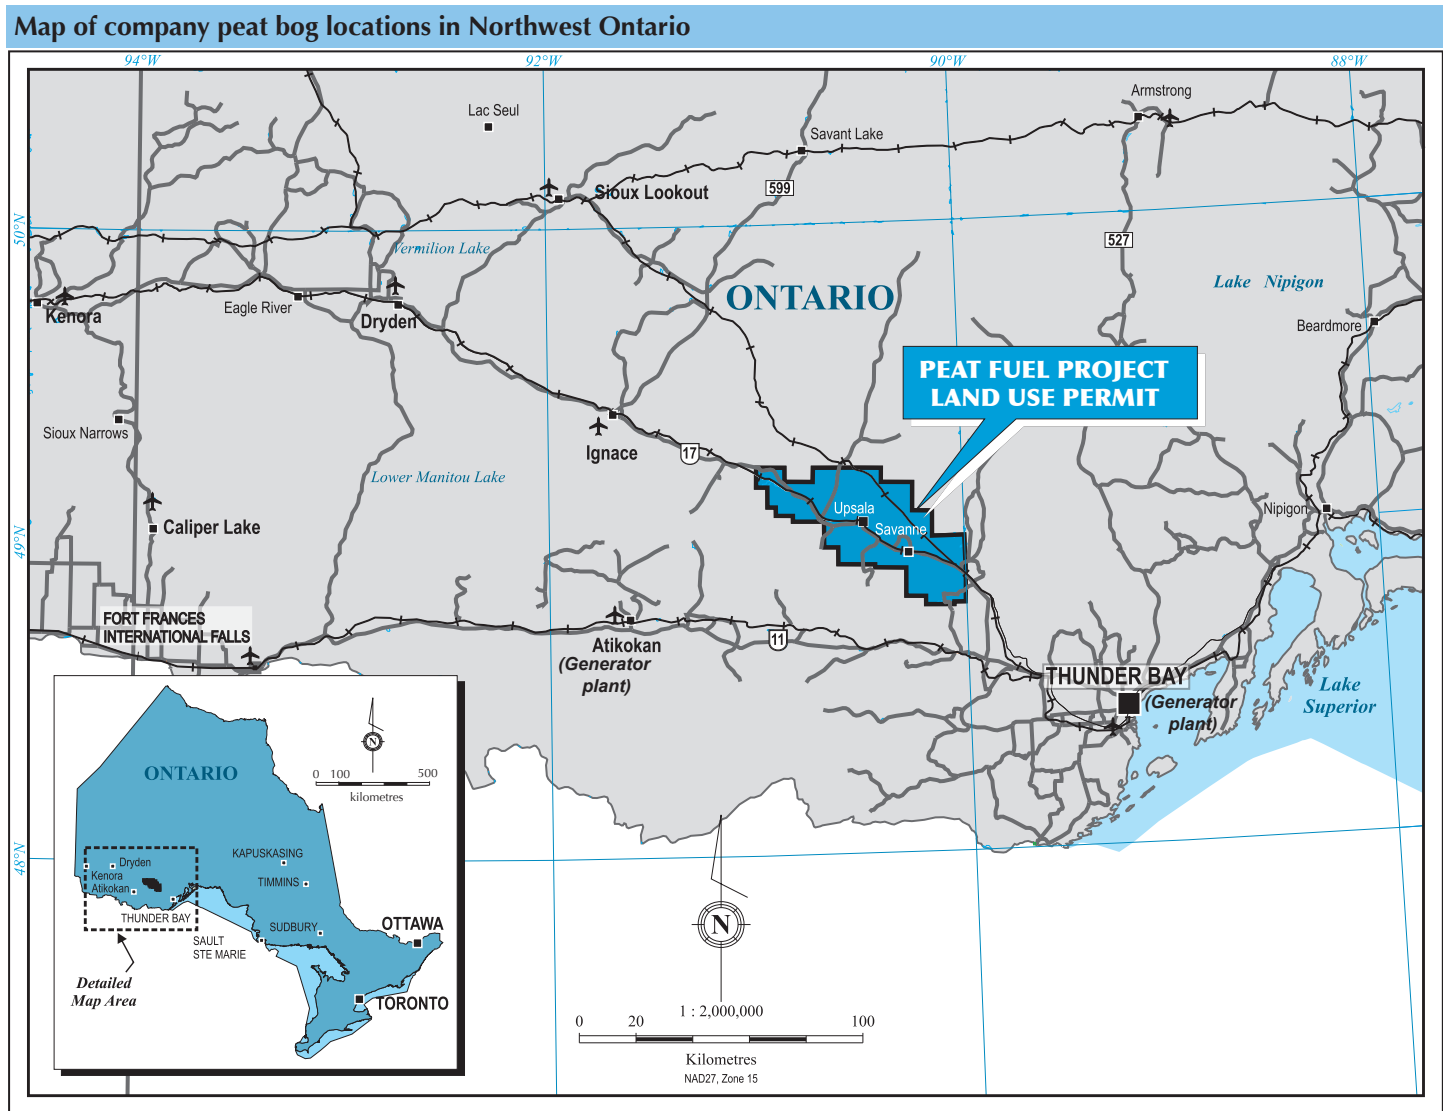 Map of company peat bog locations in Northwest Ontario
94°W
92°W
90°W
88°W
50°N
49°N
48°N
Lac Seul
Armstrong
Savant Lake
Sioux Lookout
599
527
Vermilion Lake
ONTARIO
Lake Nipigon
Kenora
Eagle River
Dryden
Beardmore
PEAT FUEL PROJECT
LAND USE PERMIT
Sioux Narrows
Ignace
17
Lower Manitou Lake
Caliper Lake
Upsala
Savanne
Nipigon
FORT FRANCES
INTERNATIONAL FALLS
Atikokan
(Generator
plant)
11
THUNDER BAY
(Generator
plant)
Lake
Superior
ONTARIO
N
0 100 500
kilometres
Dryden
Kenora
Atikokan
THUNDER BAY
KAPUSKASING
TIMMINS
SUDBURY
SAULT
STE MARIE
OTTAWA
TORONTO
Detailed
Map Area
N
1 : 2,000,000
0 20 100
Kilometres
NAD27, Zone 15